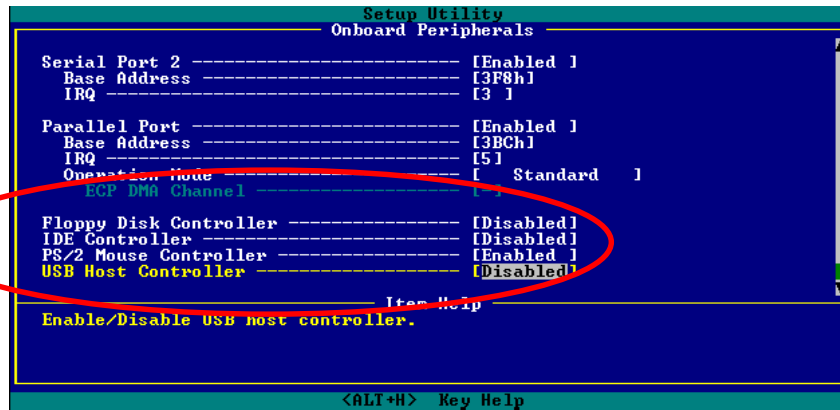 Setup Utility
Onboard Peripherals
Serial Port 2 -------------------------- [Enabled ]
Base Address ------------------------- [3F8h]
IRQ ---------------------------------- [3 ]
Parallel Port -------------------------- [Enabled ]
Base Address ------------------------- [3BCh]
IRQ ---------------------------------- [5]
Operation Mode ----------------------- [ Standard ]
ECP DMA Channel -------------------- [-]
Floppy Disk Controller ----------------- [Disabled]
IDE Controller ------------------------- [Disabled]
PS/2 Mouse Controller ------------------ [Enabled ]
USB Host Controller -------------------- [Disabled]
Item Help
Enable/Disable USB host controller.
<ALT+H> Key Help